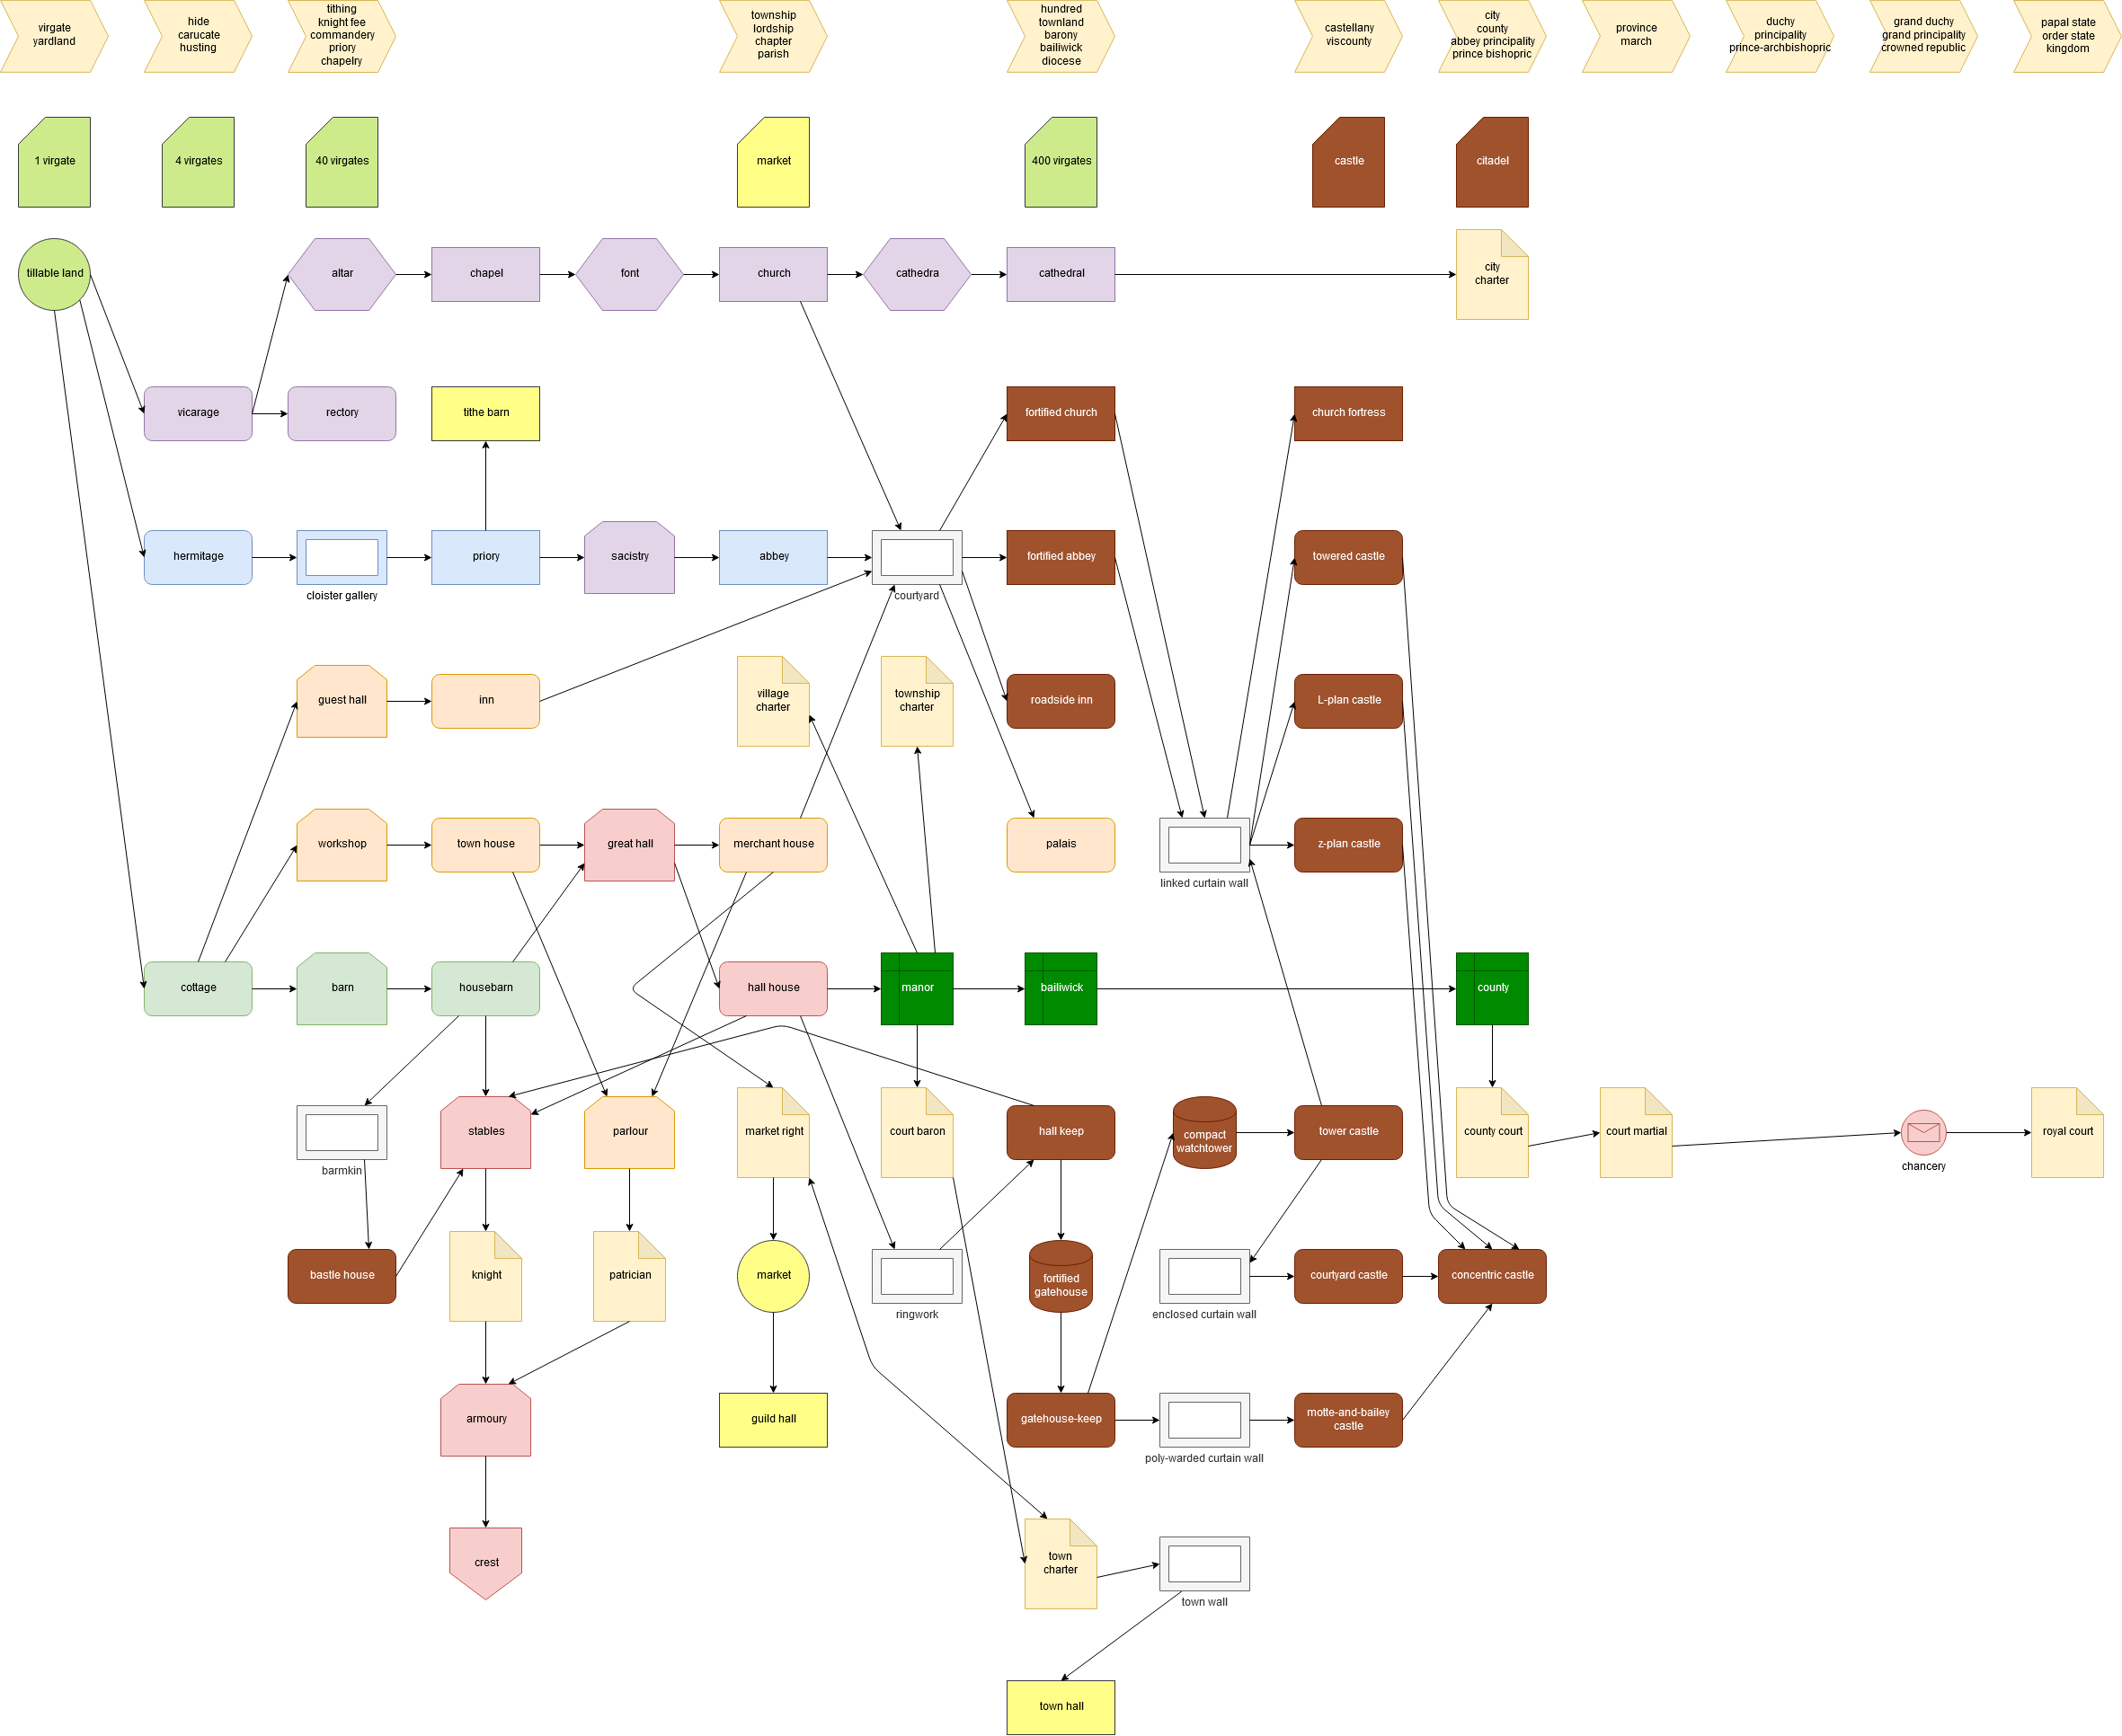 virgate
yardland
hide
carucate
husting
tithing
knight fee
commandery
priory
chapelry
township
lordship
chapter
parish
hundred
townland
barony
bailiwick
diocese
castellany
viscounty
city
county
abbey principality
prince bishopric
province
march
duchy
principality
prince-archbishopric
grand duchy
grand principality
crowned republic
papal state
order state
kingdom
1 virgate
4 virgates
40 virgates
market
400 virgates
castle
citadel
tillable land
altar
chapel
font
church
cathedra
cathedral
city
charter
vicarage
rectory
tithe barn
fortified church
church fortress
hermitage
cloister gallery
priory
sacistry
abbey
courtyard
fortified abbey
towered castle
guest hall
inn
village
charter
township
charter
roadside inn
L-plan castle
workshop
town house
great hall
merchant house
palais
linked curtain wall
z-plan castle
cottage
barn
housebarn
hall house
manor
bailiwick
county
barmkin
stables
parlour
market right
court baron
hall keep
compact
watchtower
tower castle
county court
court martial
chancery
royal court
bastle house
knight
patrician
market
ringwork
fortified
gatehouse
enclosed curtain wall
courtyard castle
concentric castle
armoury
guild hall
gatehouse-keep
poly-warded curtain wall
motte-and-bailey
castle
crest
town
charter
town wall
town hall